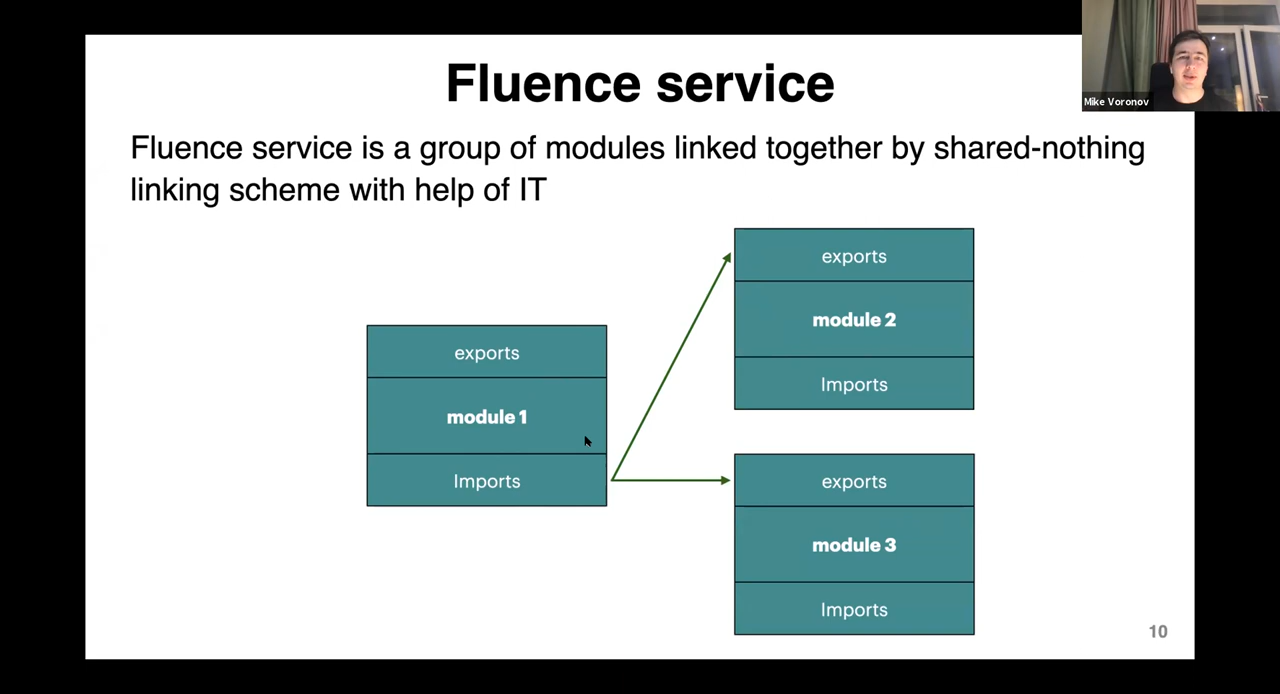 Fluence service
Mike Voronov
Fluence service is a group of modules linked together by shared-nothing
linking scheme with help of IT
exports
module 1
Imports
exports
module 2
Imports
exports
module 3
Imports
10